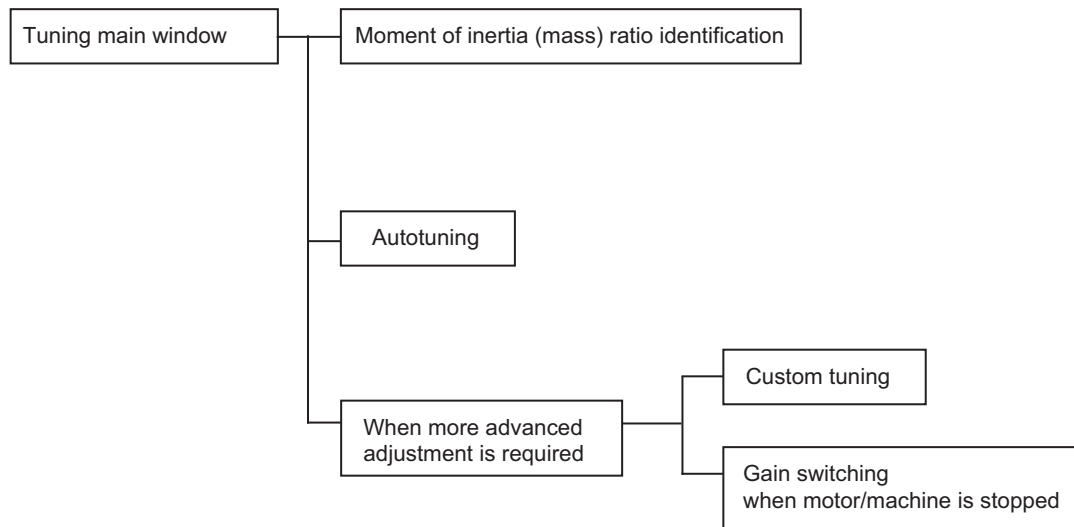 Tuning main window
Moment of inertia (mass) ratio identification
Autotuning
When more advanced
adjustment is required
Custom tuning
Gain switching
when motor/machine is stopped